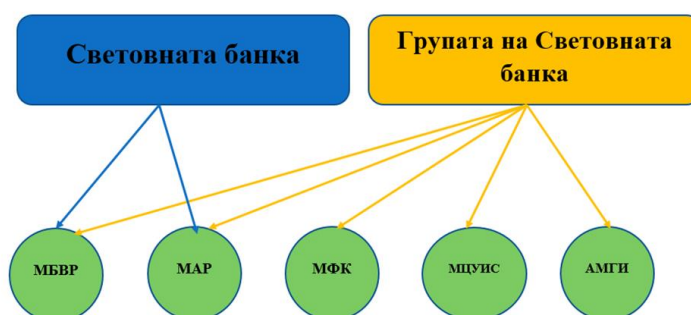 Световната банка
Групата на Световната
банка
МБВР
МАР
МФК
МЦУИС
АМГИ